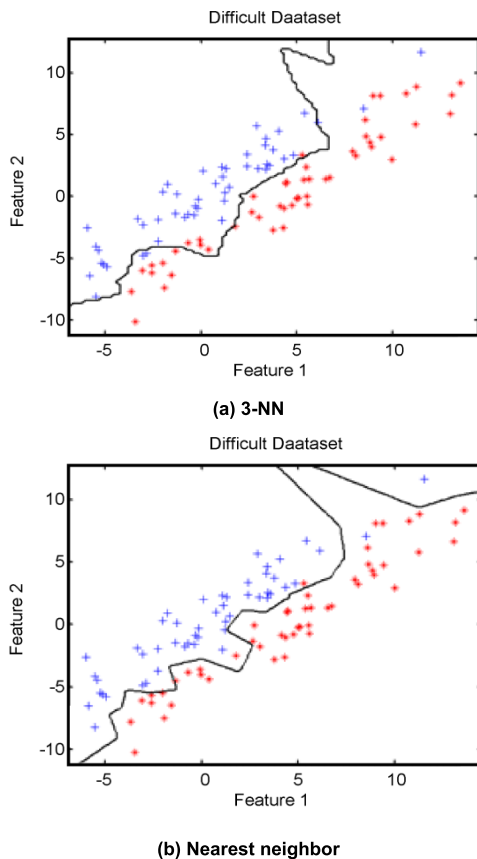 Difficult Daataset
10
5
0
-5
-10
Feature 2
-5 0 5 10
Feature 1
(a) 3-NN
Difficult Daataset
10
5
0
-5
-10
Feature 2
-5 0 5 10
Feature 1
(b) Nearest neighbor